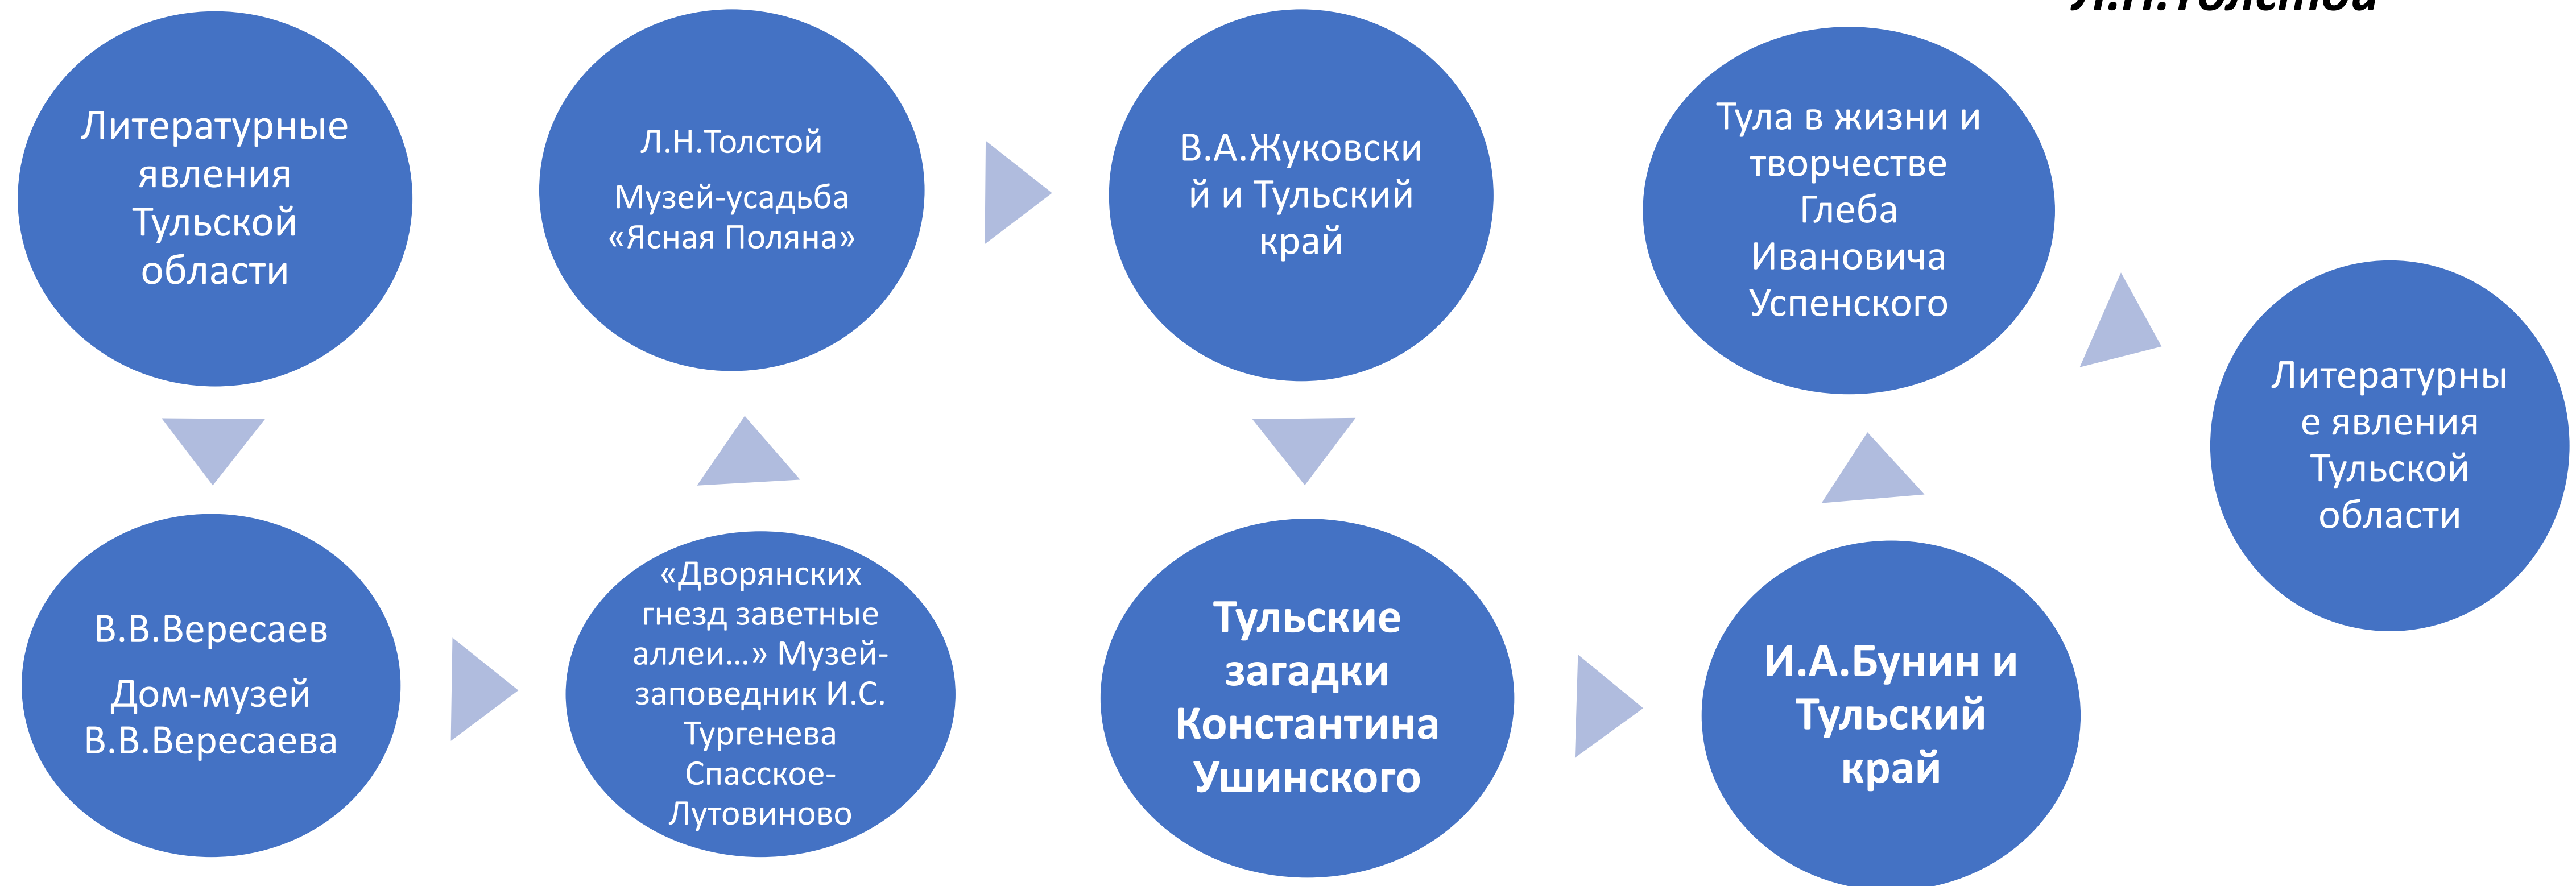 Л.Н.Толстой
Литературные
явления
Тульской
области
В.В.Вересаев
Дом-музей
В.В.Вересаева
«Дворянских
гнезд заветные
аллеи...» Музей-
заповедник И.С.
Тургенева
Спасское-
Лутовиново
Л.Н.Толстой
Музей-усадьба
«Ясная Поляна»
В.А.Жуковски
й и Тульский
край
Тульские
загадки
Константина
Ушинского
И.А.Бунин и
Тульский
край
Тула в жизни и
творчестве
Глеба
Ивановича
Успенского
Литературны
е явления
Тульской
области